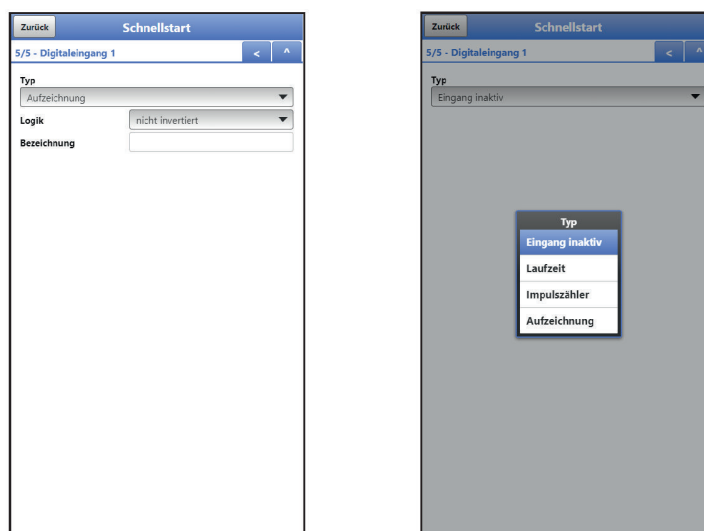 Zurück Schnellstart
5/5 - Digitaleingang 1 < ^
Typ
Aufzeichnung
Logik nicht invertiert
Bezeichnung
Zurück Schnellstart
5/5 - Digitaleingang 1 < ^
Typ
Eingang inaktiv
Typ
Eingang inaktiv
Laufzeit
Impulszähler
Aufzeichnung